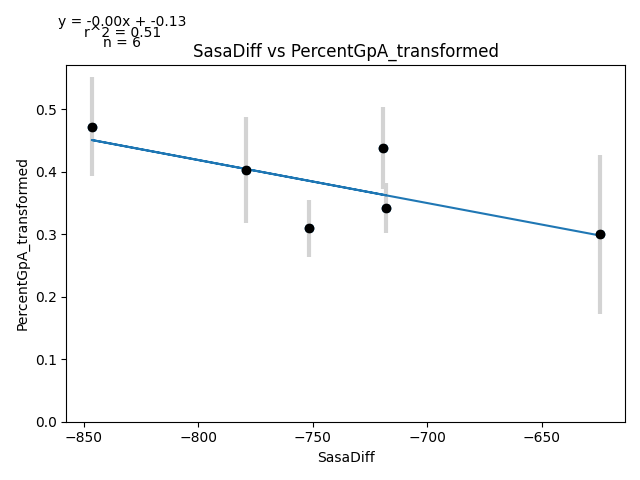 y = -0.00x + -0.13
r^2 = 0.51
n = 6
SasaDiff vs PercentGpA_transformed
PercentGpA_transformed
0.5
0.4
0.3
0.2
0.1
0.0
−850
−800
−750
−700
−650
SasaDiff